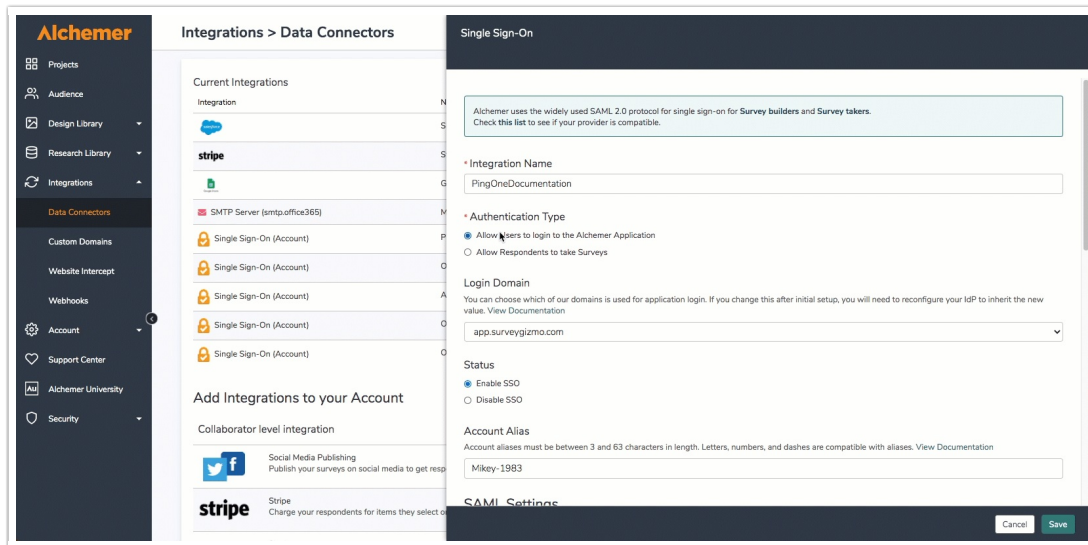 Alchemer
Projects
Audience
Design Library
Research Library
Integrations
Data Connectors
Custom Domains
Website Intercept
Webhooks
Account
Support Center
Au Alchemer University
Security
Integrations > Data Connectors
Current Integrations
Integration N
salesforce S
stripe S
G
SMTP Server (smtp.office365) M
Single Sign-On (Account) P
Single Sign-On (Account) O
Single Sign-On (Account) A
Single Sign-On (Account) O
Single Sign-On (Account) O
Add Integrations to your Account
Collaborator level integration
Social Media Publishing
Publish your surveys on social media to get resp
stripe
Stripe
Charge your respondents for items they select o
Single Sign-On
Alchemer uses the widely used SAML 2.0 protocol for single sign-on for Survey builders and Survey takers.
Check this list to see if your provider is compatible.
* Integration Name
PingOneDocumentation
* Authentication Type
Allow Users to login to the Alchemer Application
Allow Respondents to take Surveys
Login Domain
You can choose which of our domains is used for application login. If you change this after initial setup, you will need to reconfigure your IdP to inherit the new
value. View Documentation
app.surveygizmo.com
Status
Enable SSO
Disable SSO
Account Alias
Account aliases must be between 3 and 63 characters in length. Letters, numbers, and dashes are compatible with aliases. View Documentation
Mikey-1983
SAML Settings
Cancel Save